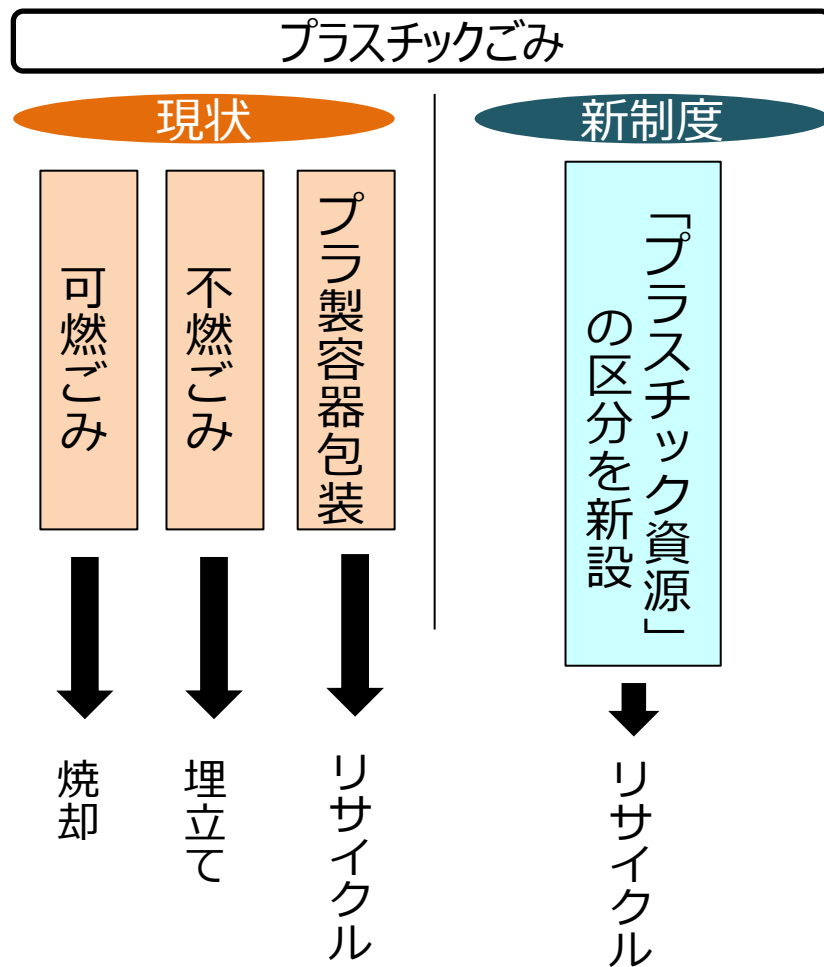 プラスチックごみ
現状
可燃ごみ
焼却
不燃ごみ
埋立て
プラ製容器包装
リサイクル
新制度
「プラスチック資源」
の区分を新設
リサイクル